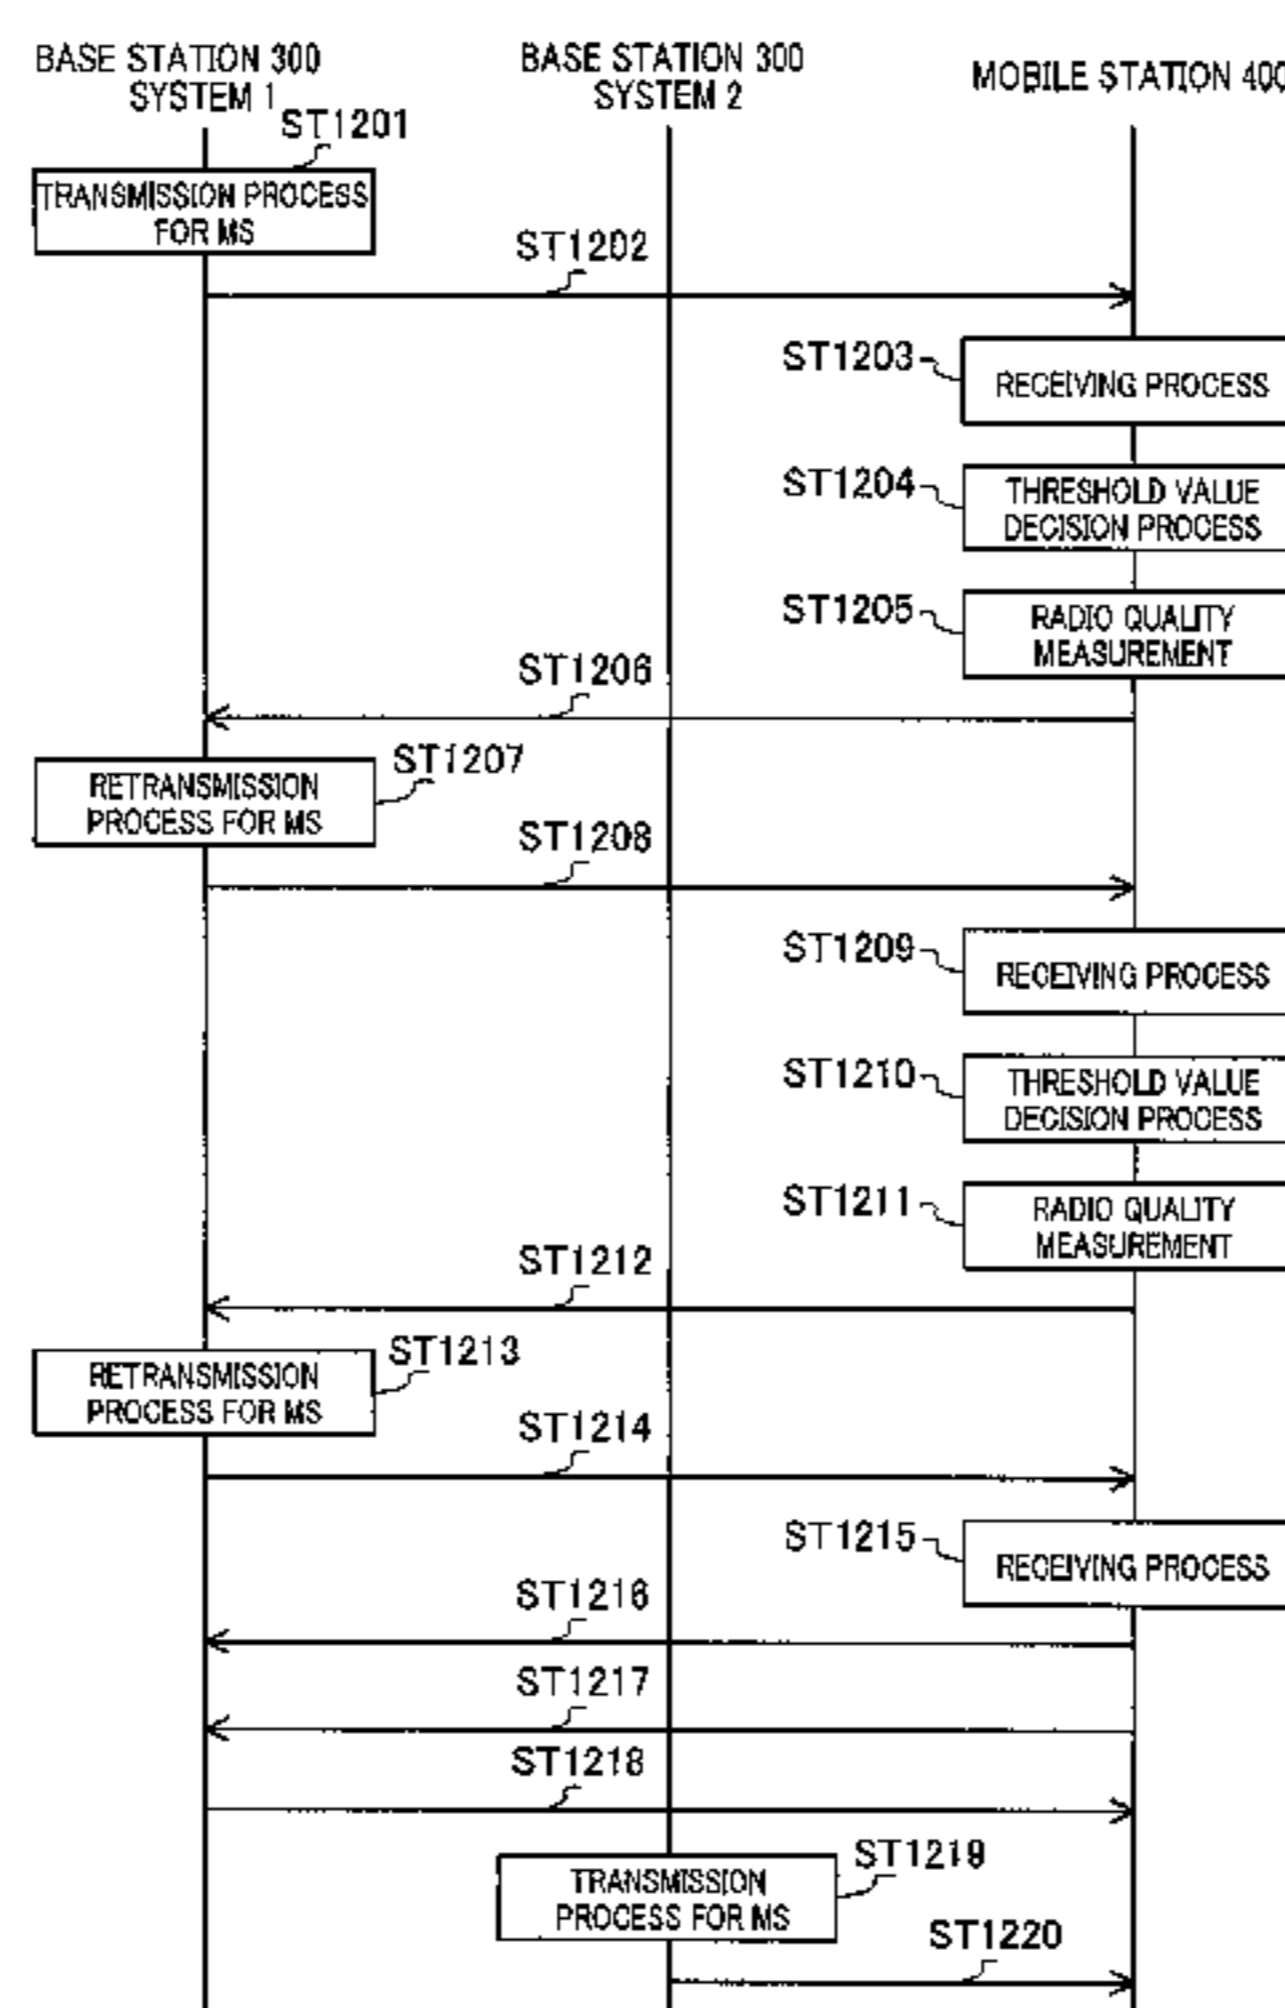 BASE STATION 300
SYSTEM 1
BASE STATION 300
SYSTEM 2
MOBILE STATION 400
ST1201
TRANSMISSION PROCESS
FOR MS
ST1202
ST1203
RECEIVING PROCESS
ST1204
THRESHOLD VALUE
DECISION PROCESS
ST1205
RADIO QUALITY
MEASUREMENT
ST1206
ST1207
RETRANSMISSION
PROCESS FOR MS
ST1208
ST1209
RECEIVING PROCESS
ST1210
THRESHOLD VALUE
DECISION PROCESS
ST1211
RADIO QUALITY
MEASUREMENT
ST1212
ST1213
RETRANSMISSION
PROCESS FOR MS
ST1214
ST1215
RECEIVING PROCESS
ST1216
ST1217
ST1218
ST1219
TRANSMISSION
PROCESS FOR MS
ST1220